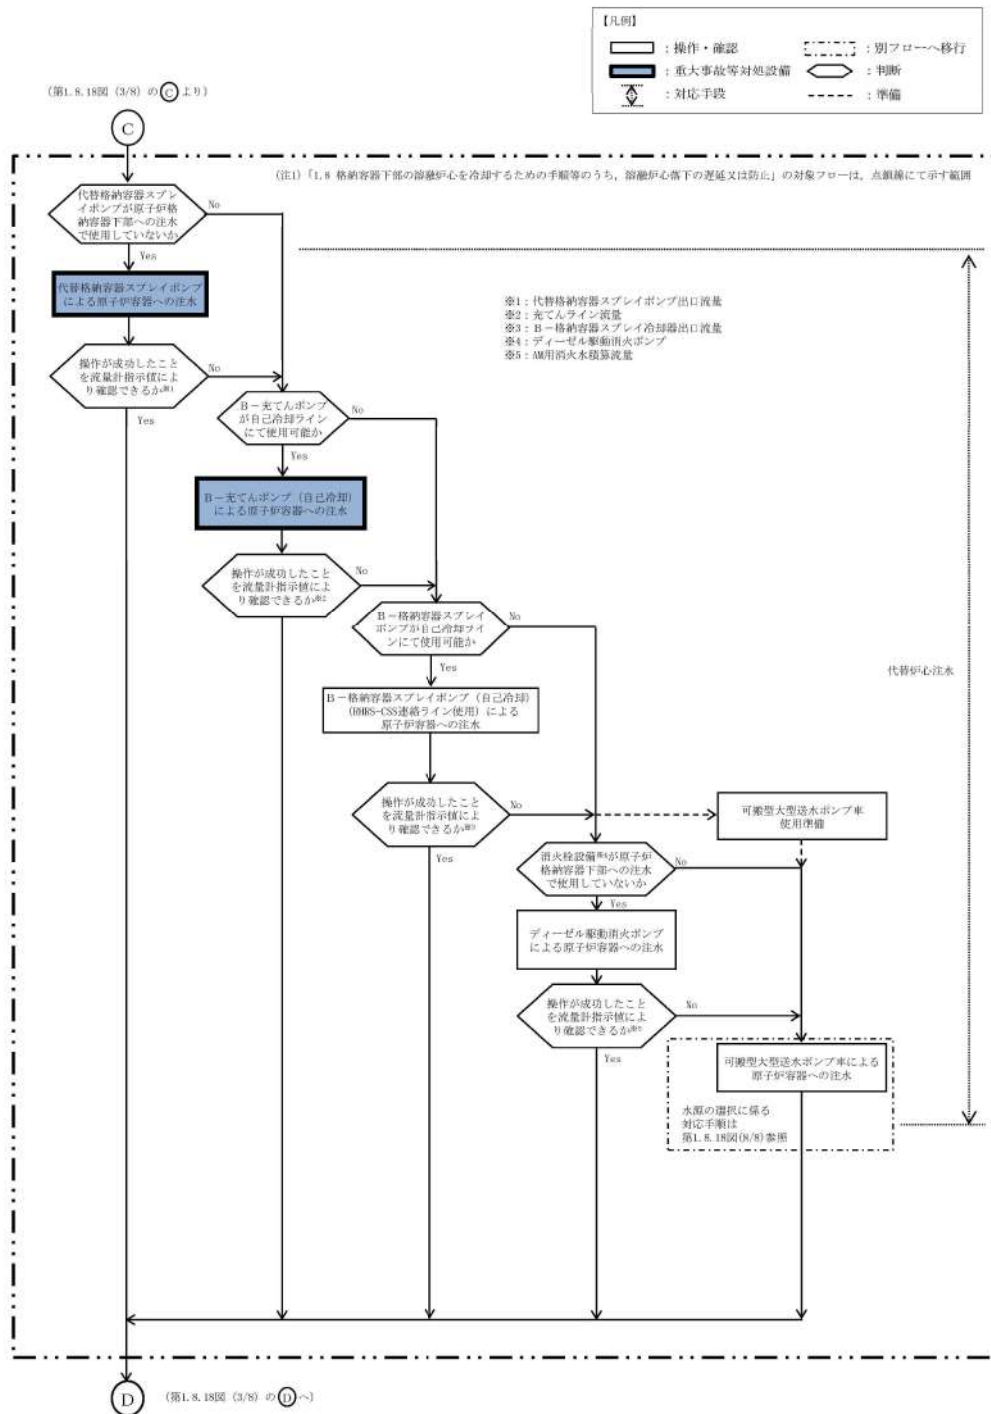 【凡例】
：操作・確認
：別フローへ移行
：重大事故等対処設備
：判断
：対応手段
：準備
(第1.8.18図 (3/8) の Ⓒ より)
C
(注1)「1.8 格納容器下部の溶融炉心を冷却するための手順等のうち，溶融炉心落下の遅延又は防止」の対象フローは，点鎖線にて示す範囲
代替格納容器スプレ
イポンプが原子炉格
納容器下部への注水
で使用していないか
No
Yes
代替格納容器スプレイポンプ
による原子炉容器への注水
※1：代替格納容器スプレイポンプ出口流量
※2：充てんライン流量
※3：B－格納容器スプレイ冷却器出口流量
※4：ディーゼル駆動消火ポンプ
※5：AM用消火水積算流量
操作が成功したこと
を流量計指示値によ
り確認できるか※1
No
Yes
B－充てんポンプ
が自己冷却ライン
にて使用可能か
No
Yes
B－充てんポンプ（自己冷却）
による原子炉容器への注水
操作が成功したこと
を流量計指示値によ
り確認できるか※2
No
Yes
B－格納容器スプレイ
ポンプが自己冷却ライ
ンにて使用可能か
No
Yes
代替炉心注水
B－格納容器スプレイポンプ（自己冷却）
(RHRS-CSS連絡ライン使用) による
原子炉容器への注水
操作が成功したこと
を流量計指示値によ
り確認できるか※3
No
Yes
可搬型大型送水ポンプ車
使用準備
消火栓設備※4が原子炉
格納容器下部への注水
で使用していないか
No
Yes
ディーゼル駆動消火ポンプ
による原子炉容器への注水
操作が成功したこと
を流量計指示値によ
り確認できるか※5
No
Yes
可搬型大型送水ポンプ車による
原子炉容器への注水
水源の選択に係る
対応手順は
第1.8.18図(8/8)参照
D
(第1.8.18図 (3/8) の Ⓓ へ)